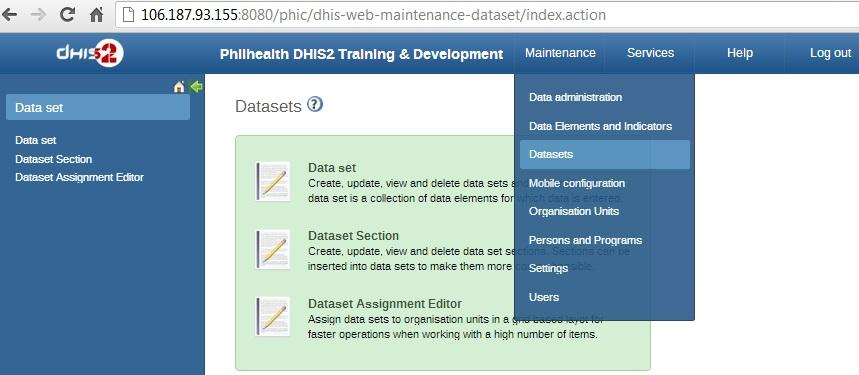 106.187.93.155:8080/phic/dhis-web-maintenance-dataset/index.action
dhis2 Philhealth DHIS2 Training & Development Maintenance Services Help Log out
Data set
Data set
Dataset Section
Dataset Assignment Editor
Datasets ?
Data set
Create, update, view and delete data sets
data set is a collection of data elements for which data is entered.
Dataset Section
Create, update, view and delete data set sections. Sections can be
inserted into data sets to make them more
Dataset Assignment Editor
Assign data sets to organisation units in a grid based layot for
faster operations when working with a high number of items.
Data administration
Data Elements and Indicators
Datasets
Mobile configuration
Organisation Units
Persons and Programs
Settings
Users